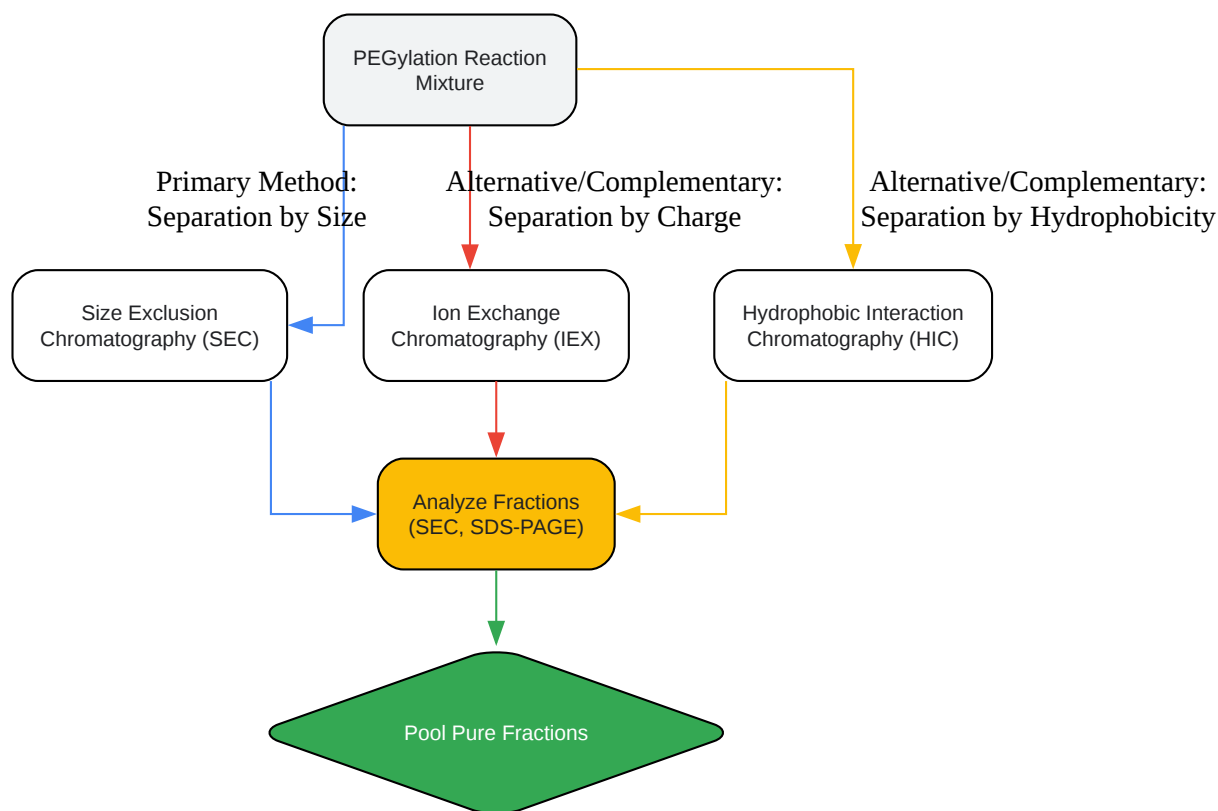 PEGylation Reaction
Mixture
Primary Method:
Separation by Size
Alternative/Complementary:
Separation by Charge
Alternative/Complementary:
Separation by Hydrophobicity
Size Exclusion
Chromatography (SEC)
Ion Exchange
Chromatography (IEX)
Hydrophobic Interaction
Chromatography (HIC)
Analyze Fractions
(SEC, SDS-PAGE)
Pool Pure Fractions